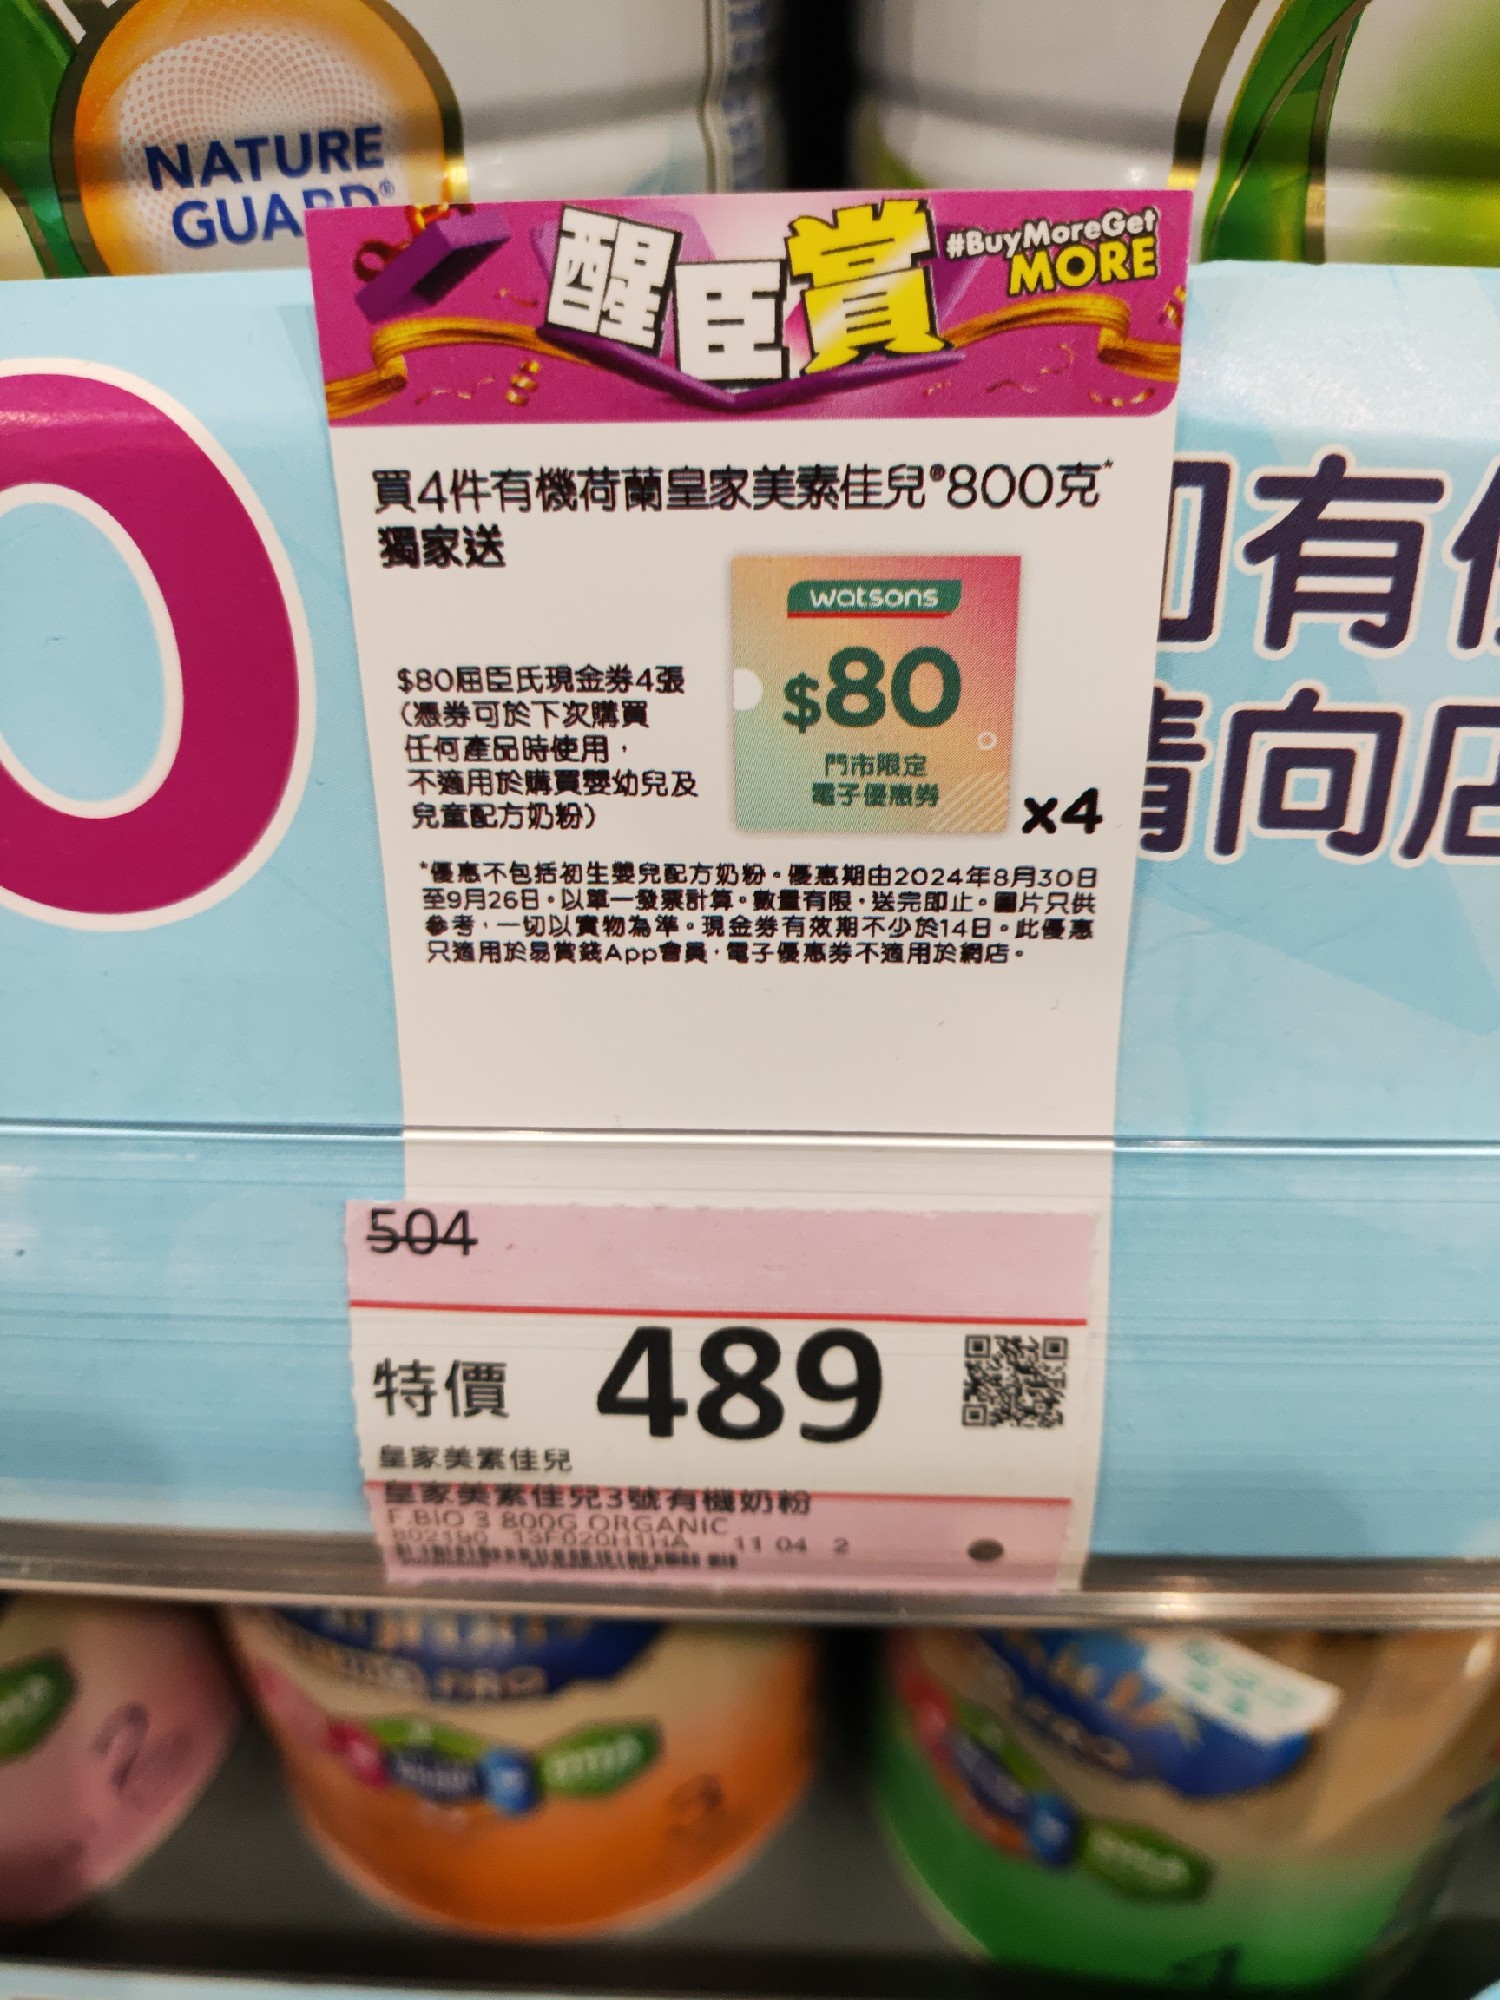 NATURE
GUARD®
醒臣賞
#BuyMoreGet
MORE
買4件有機荷蘭皇家美素佳兒®800克*
獨家送
$80屈臣氏現金券4張
(憑券可於下次購買
任何產品時使用，
不適用於購買嬰幼兒及
兒童配方奶粉)
watsons
$80
門市限定
電子優惠券
x4
*優惠不包括初生嬰兒配方奶粉。優惠期由2024年8月30日
至9月26日。以單一發票計算。數量有限，送完即止。圖片只供
參考，一切以實物為準。現金券有效期不少於14日。此優惠
只適用於易賞錢App會員，電子優惠券不適用於網店。
有
向
504
特價 489
皇家美素佳兒
皇家美素佳兒3號有機奶粉
F.BIO 3 800G ORGANIC
802190 13F020H1HA 11 04 2
2
3